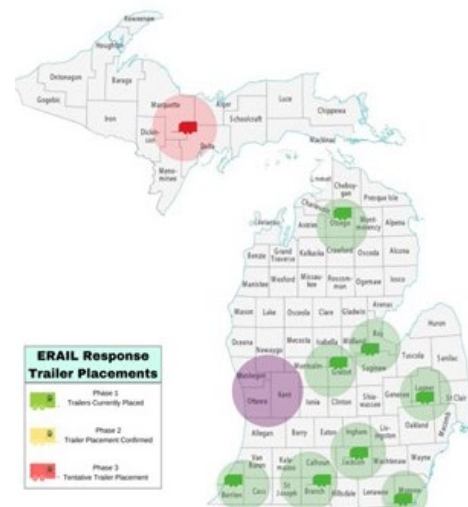 Keweenaw
Houghton
Ontonagon
Baraga
Gogebic
Marquette
Alger
Luce
Chippewa
Iron
Schoolcraft
Dickin-
son
Delta
Mackinac
Meno-
minee
Emmet
Cheboy-
gan
Presque Isle
Charlevoix
Leelanau
Antrim
Otsego
Mont-
morency
Alpena
Benzie
Grand
Traverse
Kalkaska
Crawford
Oscoda
Alcona
Manistee
Wexford
Missau-
kee
Roscom-
mon
Ogemaw
Iosco
Mason
Lake
Osceola
Clare
Gladwin
Arenac
Huron
Oceana
Newaygo
Mecosta
Isabella
Midland
Bay
Tuscola
Sanilac
Muskegon
Montcalm
Gratiot
Saginaw
Ottawa
Kent
Ionia
Clinton
Shia-
wassee
Genesee
Lapeer
St Clair
Allegan
Barry
Eaton
Ingham
Liv-
ingston
Oakland
Macomb
Van
Buren
Kala-
mazoo
Calhoun
Jackson
Washtenaw
Wayne
Berrien
Cass
St
Joseph
Branch
Hillsdale
Lenawee
Monroe
ERAIL Response
Trailer Placements
Phase 1
Trailers Currently Placed
Phase 2
Trailer Placement Confirmed
Phase 3
Tentative Trailer Placement